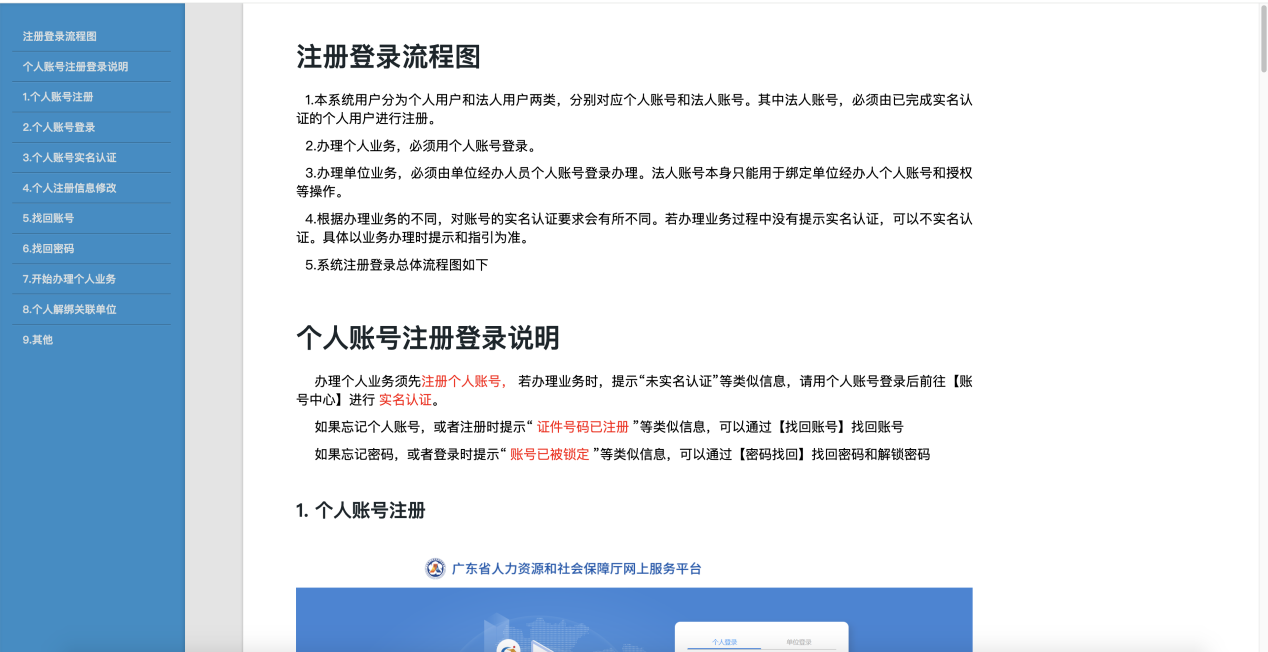 注册登录流程图
个人账号注册登录说明
1.个人账号注册
2.个人账号登录
3.个人账号实名认证
4.个人注册信息修改
5.找回账号
6.找回密码
7.开始办理个人业务
8.个人解绑关联单位
9.其他
注册登录流程图
1.本系统用户分为个人用户和法人用户两类，分别对应个人账号和法人账号。其中法人账号，必须由已完成实名认
证的个人用户进行注册。
2.办理个人业务，必须用个人账号登录。
3.办理单位业务，必须由单位经办人员个人账号登录办理。法人账号本身只能用于绑定单位经办人个人账号和授权
等操作。
4.根据办理业务的不同，对账号的实名认证要求会有所不同。若办理业务过程中没有提示实名认证，可以不实名认
证。具体以业务办理时提示和指引为准。
5.系统注册登录总体流程图如下
个人账号注册登录说明
办理个人业务须先注册个人账号， 若办理业务时，提示“未实名认证”等类似信息，请用个人账号登录后前往【账
号中心】进行 实名认证。
如果忘记个人账号，或者注册时提示“ 证件号码已注册 ”等类似信息，可以通过【找回账号】找回账号
如果忘记密码，或者登录时提示“ 账号已被锁定 ”等类似信息，可以通过【密码找回】找回密码和解锁密码
1. 个人账号注册
广东省人力资源和社会保障厅网上服务平台
个人登录 单位登录